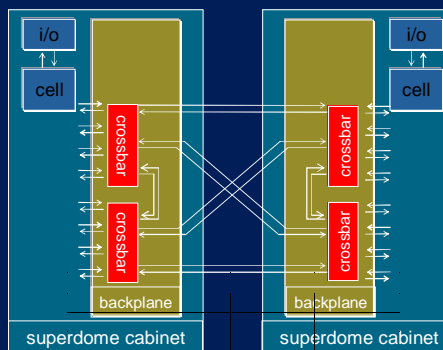 i/o
i/o
cell
cell
crossbar
crossbar
crossbar
crossbar
backplane
backplane
superdome cabinet
superdome cabinet